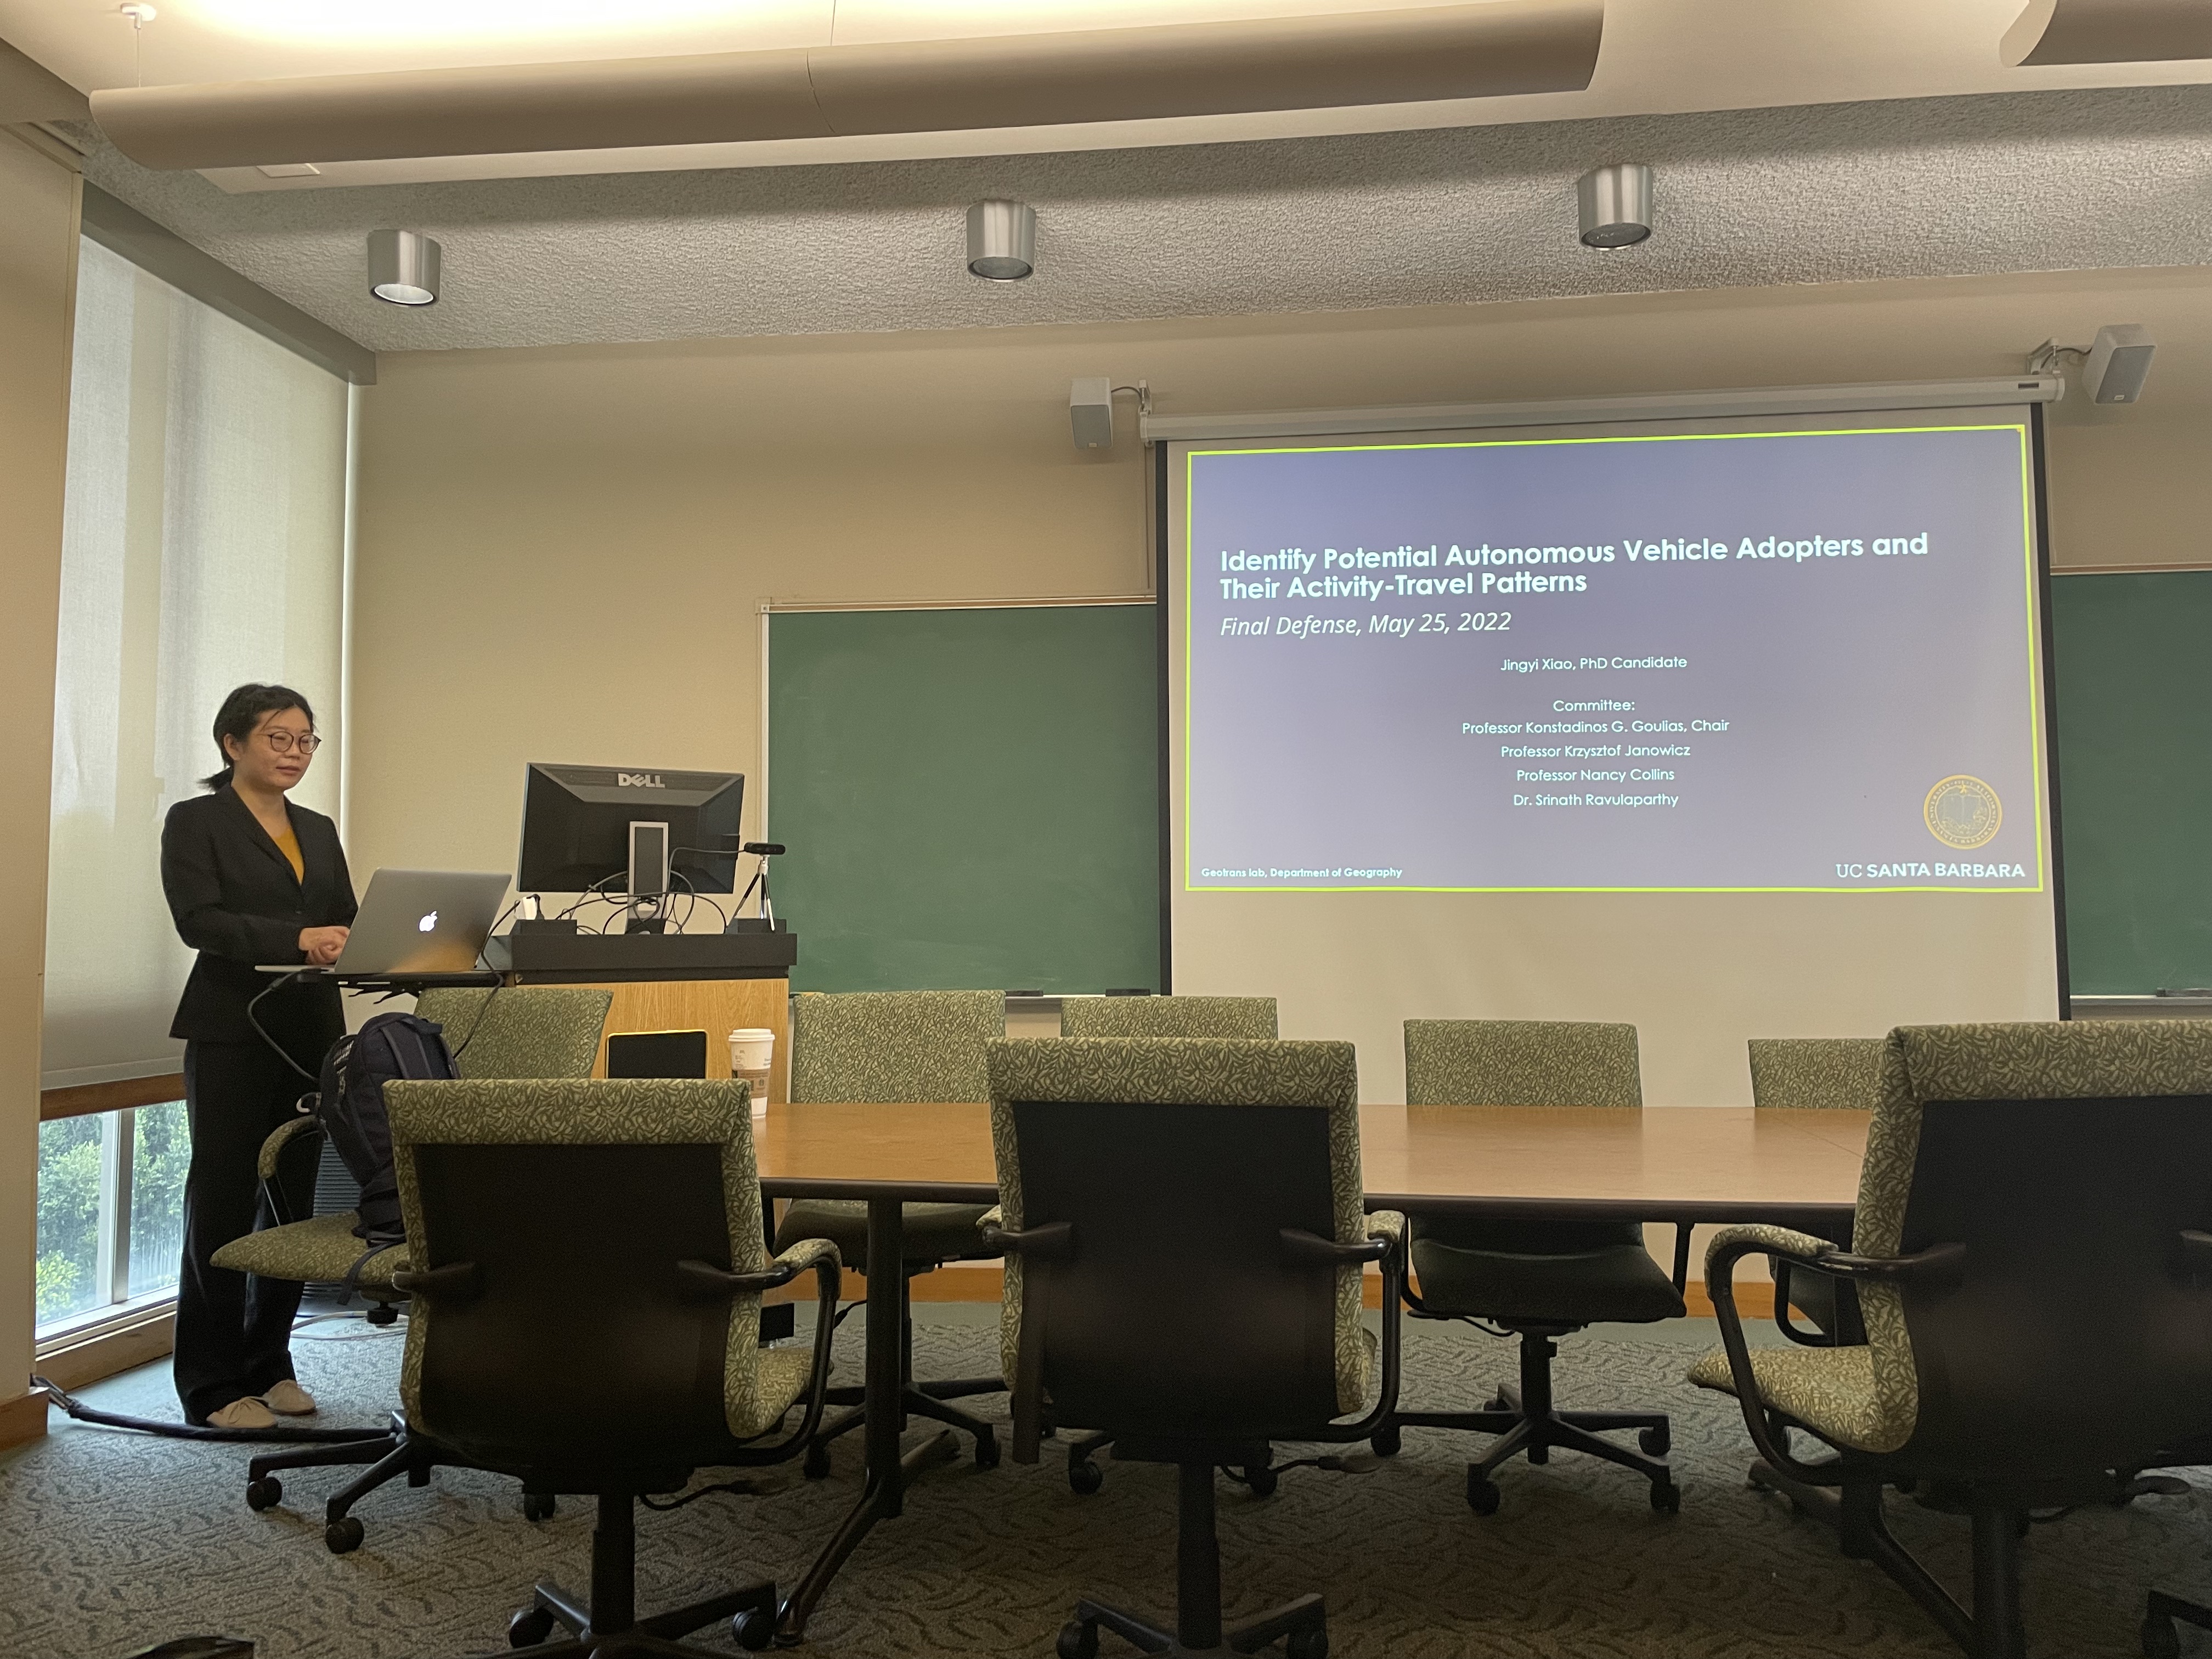 DELL
Identify Potential Autonomous Vehicle Adopters and
Their Activity-Travel Patterns
Final Defense, May 25, 2022
Jingyi Xiao, PhD Candidate
Committee:
Professor Konstadinos G. Goulias, Chair
Professor Krzysztof Janowicz
Professor Nancy Collins
Dr. Srinath Ravulaparthy
Geotrans lab, Department of Geography
UC SANTA BARBARA